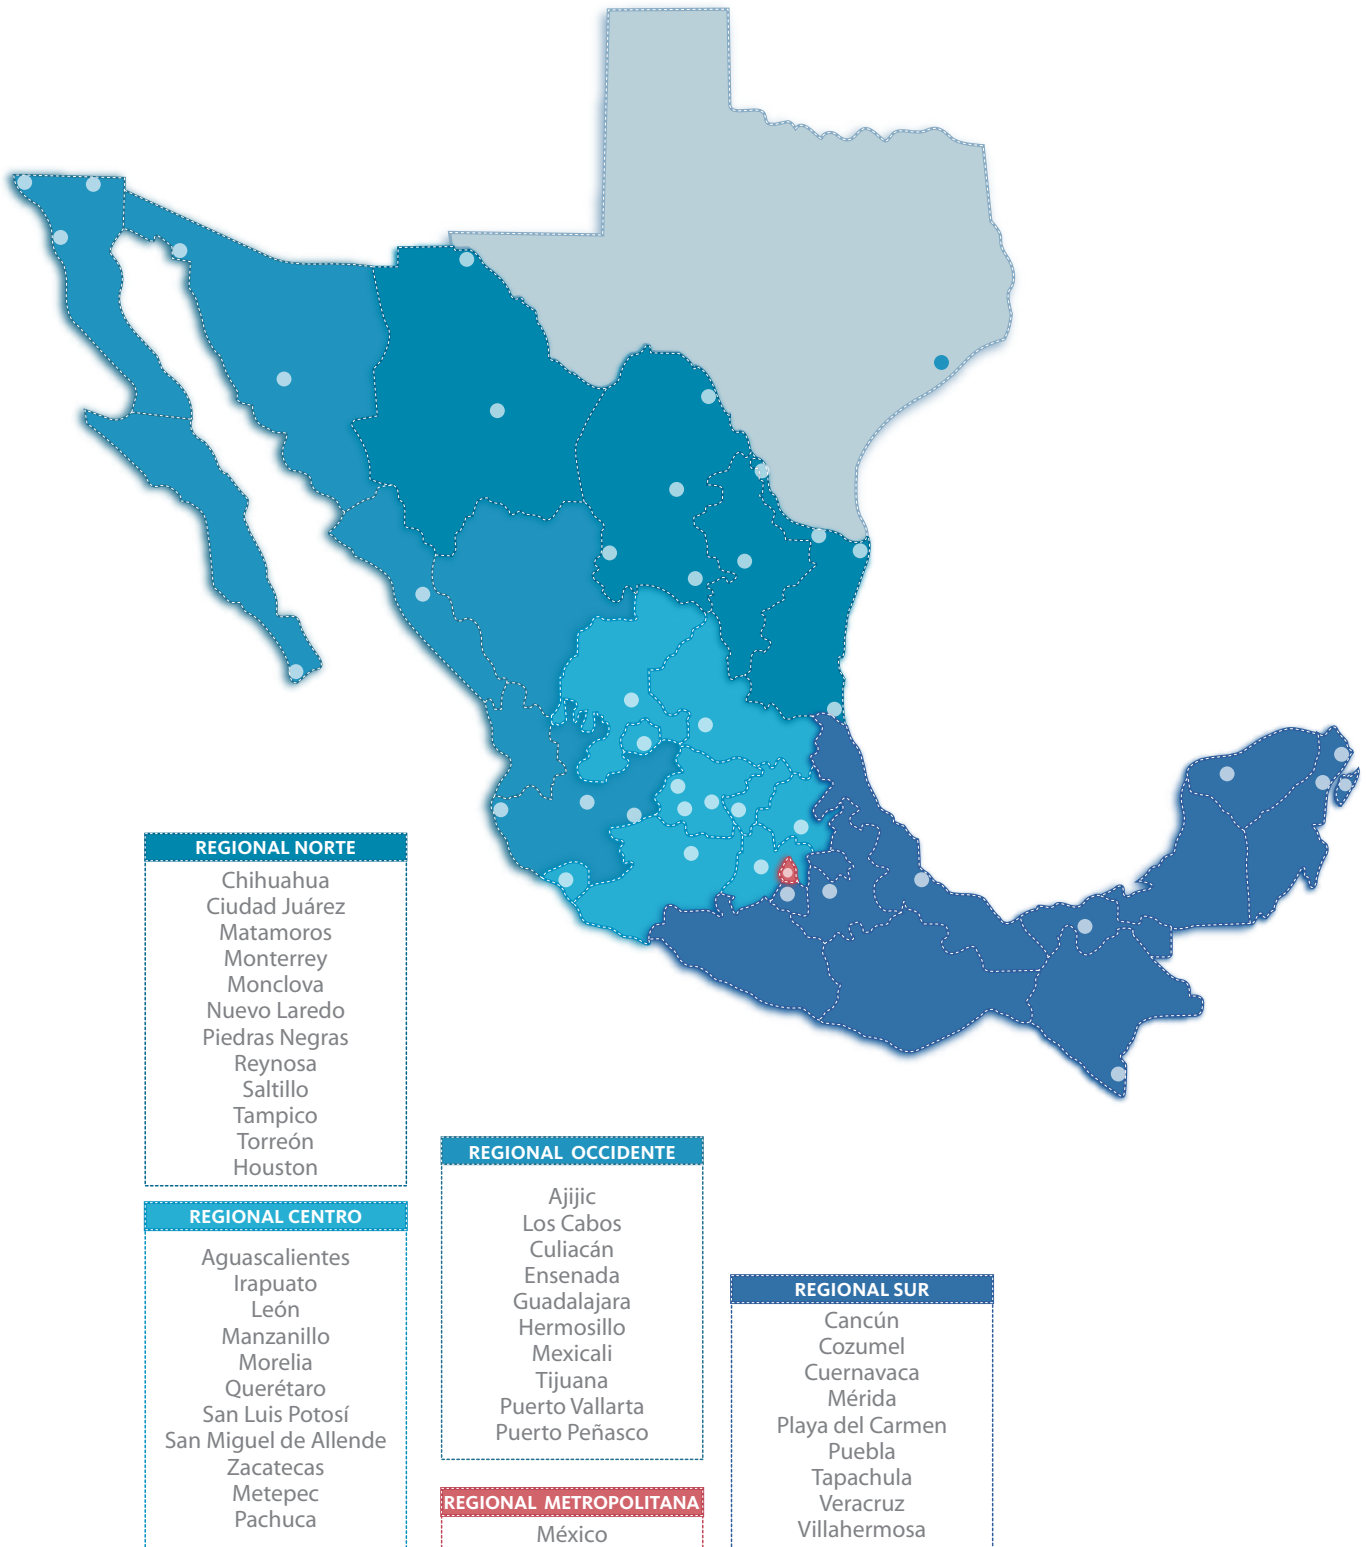 REGIONAL NORTE
Chihuahua
Ciudad Juárez
Matamoros
Monterrey
Monclova
Nuevo Laredo
Piedras Negras
Reynosa
Saltillo
Tampico
Torreón
Houston
REGIONAL CENTRO
Aguascalientes
Irapuato
León
Manzanillo
Morelia
Querétaro
San Luis Potosí
San Miguel de Allende
Zacatecas
Metepec
Pachuca
REGIONAL OCCIDENTE
Ajijic
Los Cabos
Culiacán
Ensenada
Guadalajara
Hermosillo
Mexicali
Tijuana
Puerto Vallarta
Puerto Peñasco
REGIONAL METROPOLITANA
México
REGIONAL SUR
Cancún
Cozumel
Cuernavaca
Mérida
Playa del Carmen
Puebla
Tapachula
Veracruz
Villahermosa